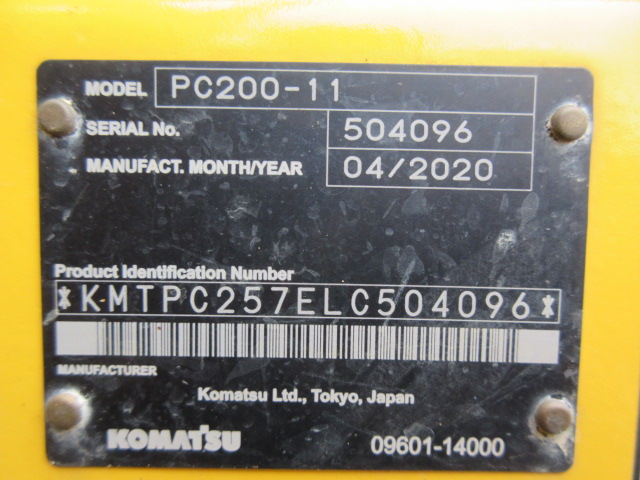 MODEL PC200-11
SERIAL No. 504096
MANUFACT. MONTH/YEAR 04/2020
Product Identification Number
*KMTPC257ELC504096*
MANUFACTURER
Komatsu Ltd., Tokyo, Japan
KOMATSU 09601-14000